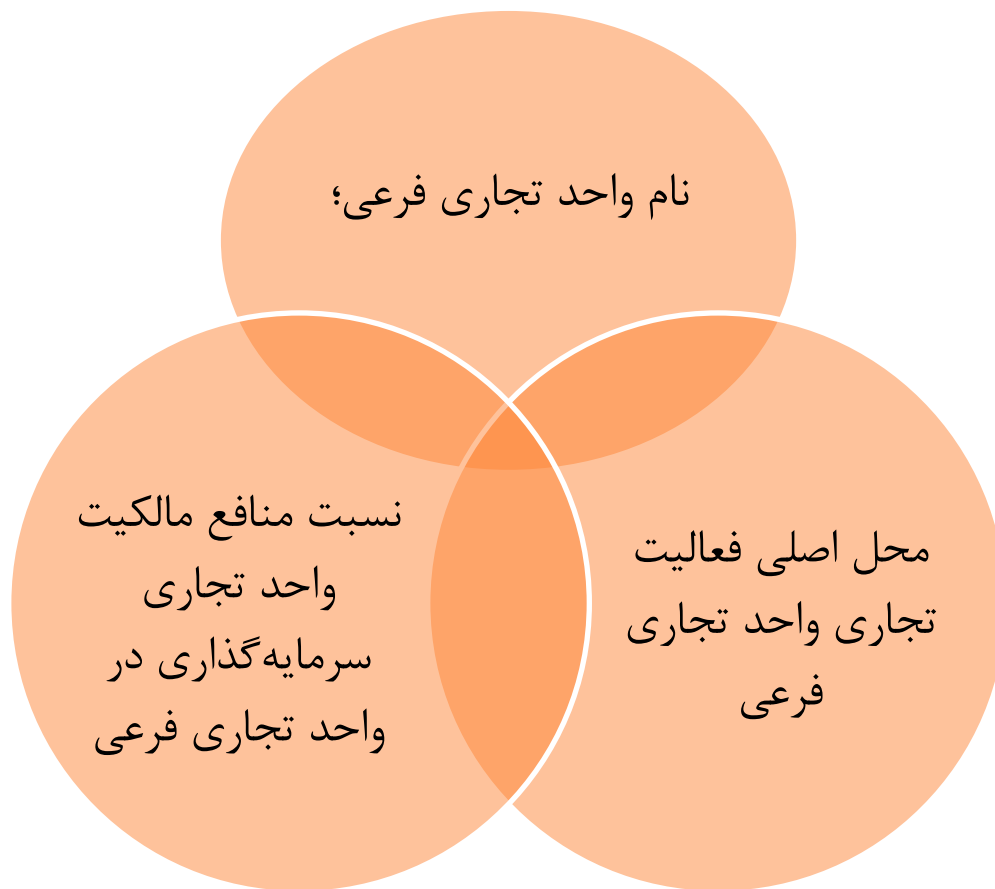 نام واحد تجاری فرعی؛
محل اصلی فعالیت
تجاری واحد تجاری
فرعی
نسبت منافع مالکیت
واحد تجاری
سرمایه‌گذاری در
واحد تجاری فرعی